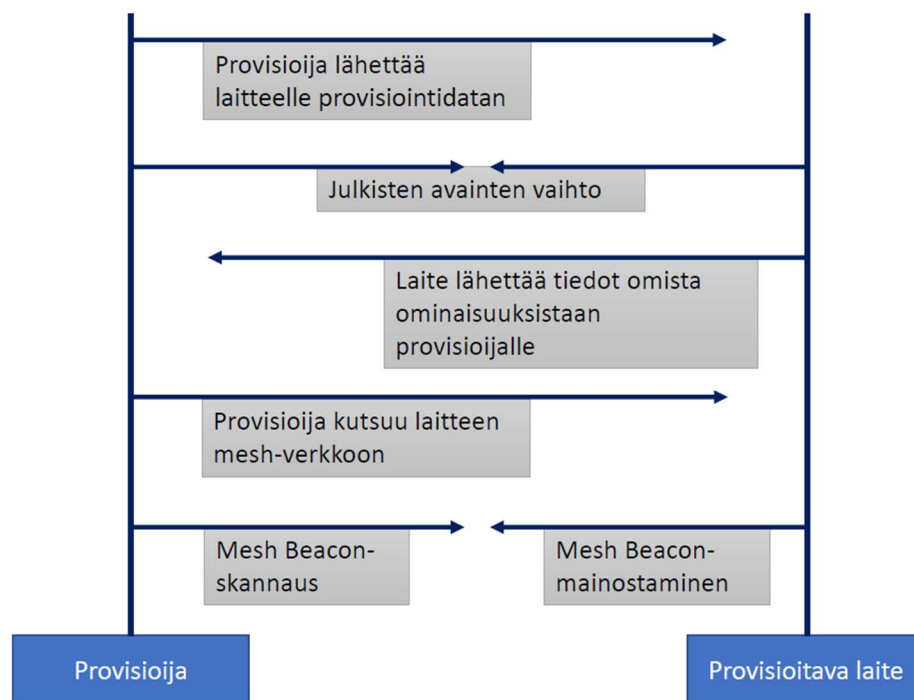 Provisioija lähettää
laitteelle provisiointidatan
Julkisten avainten vaihto
Laite lähettää tiedot omista
ominaisuuksistaan
provisioijalle
Provisioija kutsuu laitteen
mesh-verkkoon
Mesh Beacon-
skannaus
Mesh Beacon-
mainostaminen
Provisioija
Provisioitava laite